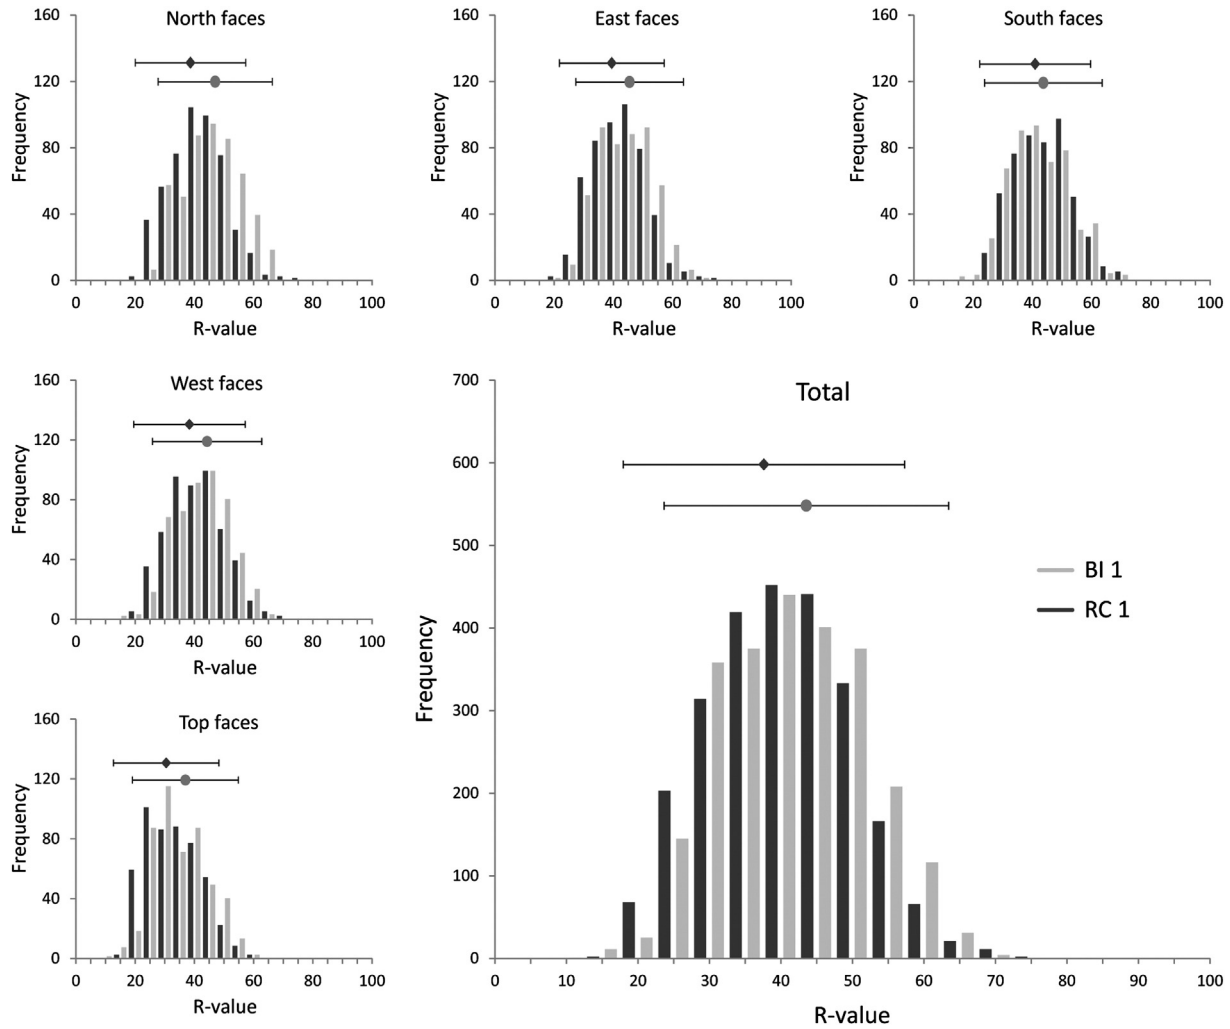 North faces
160
120
80
40
0
Frequency
0 20 40 60 80 100
R-value
East faces
160
120
80
40
0
Frequency
0 20 40 60 80 100
R-value
South faces
160
120
80
40
0
Frequency
0 20 40 60 80 100
R-value
West faces
160
120
80
40
0
Frequency
0 20 40 60 80 100
R-value
Top faces
160
120
80
40
0
Frequency
0 20 40 60 80 100
R-value
Total
700
600
500
400
300
200
100
0
Frequency
BI 1
RC 1
0 10 20 30 40 50 60 70 80 90 100
R-value